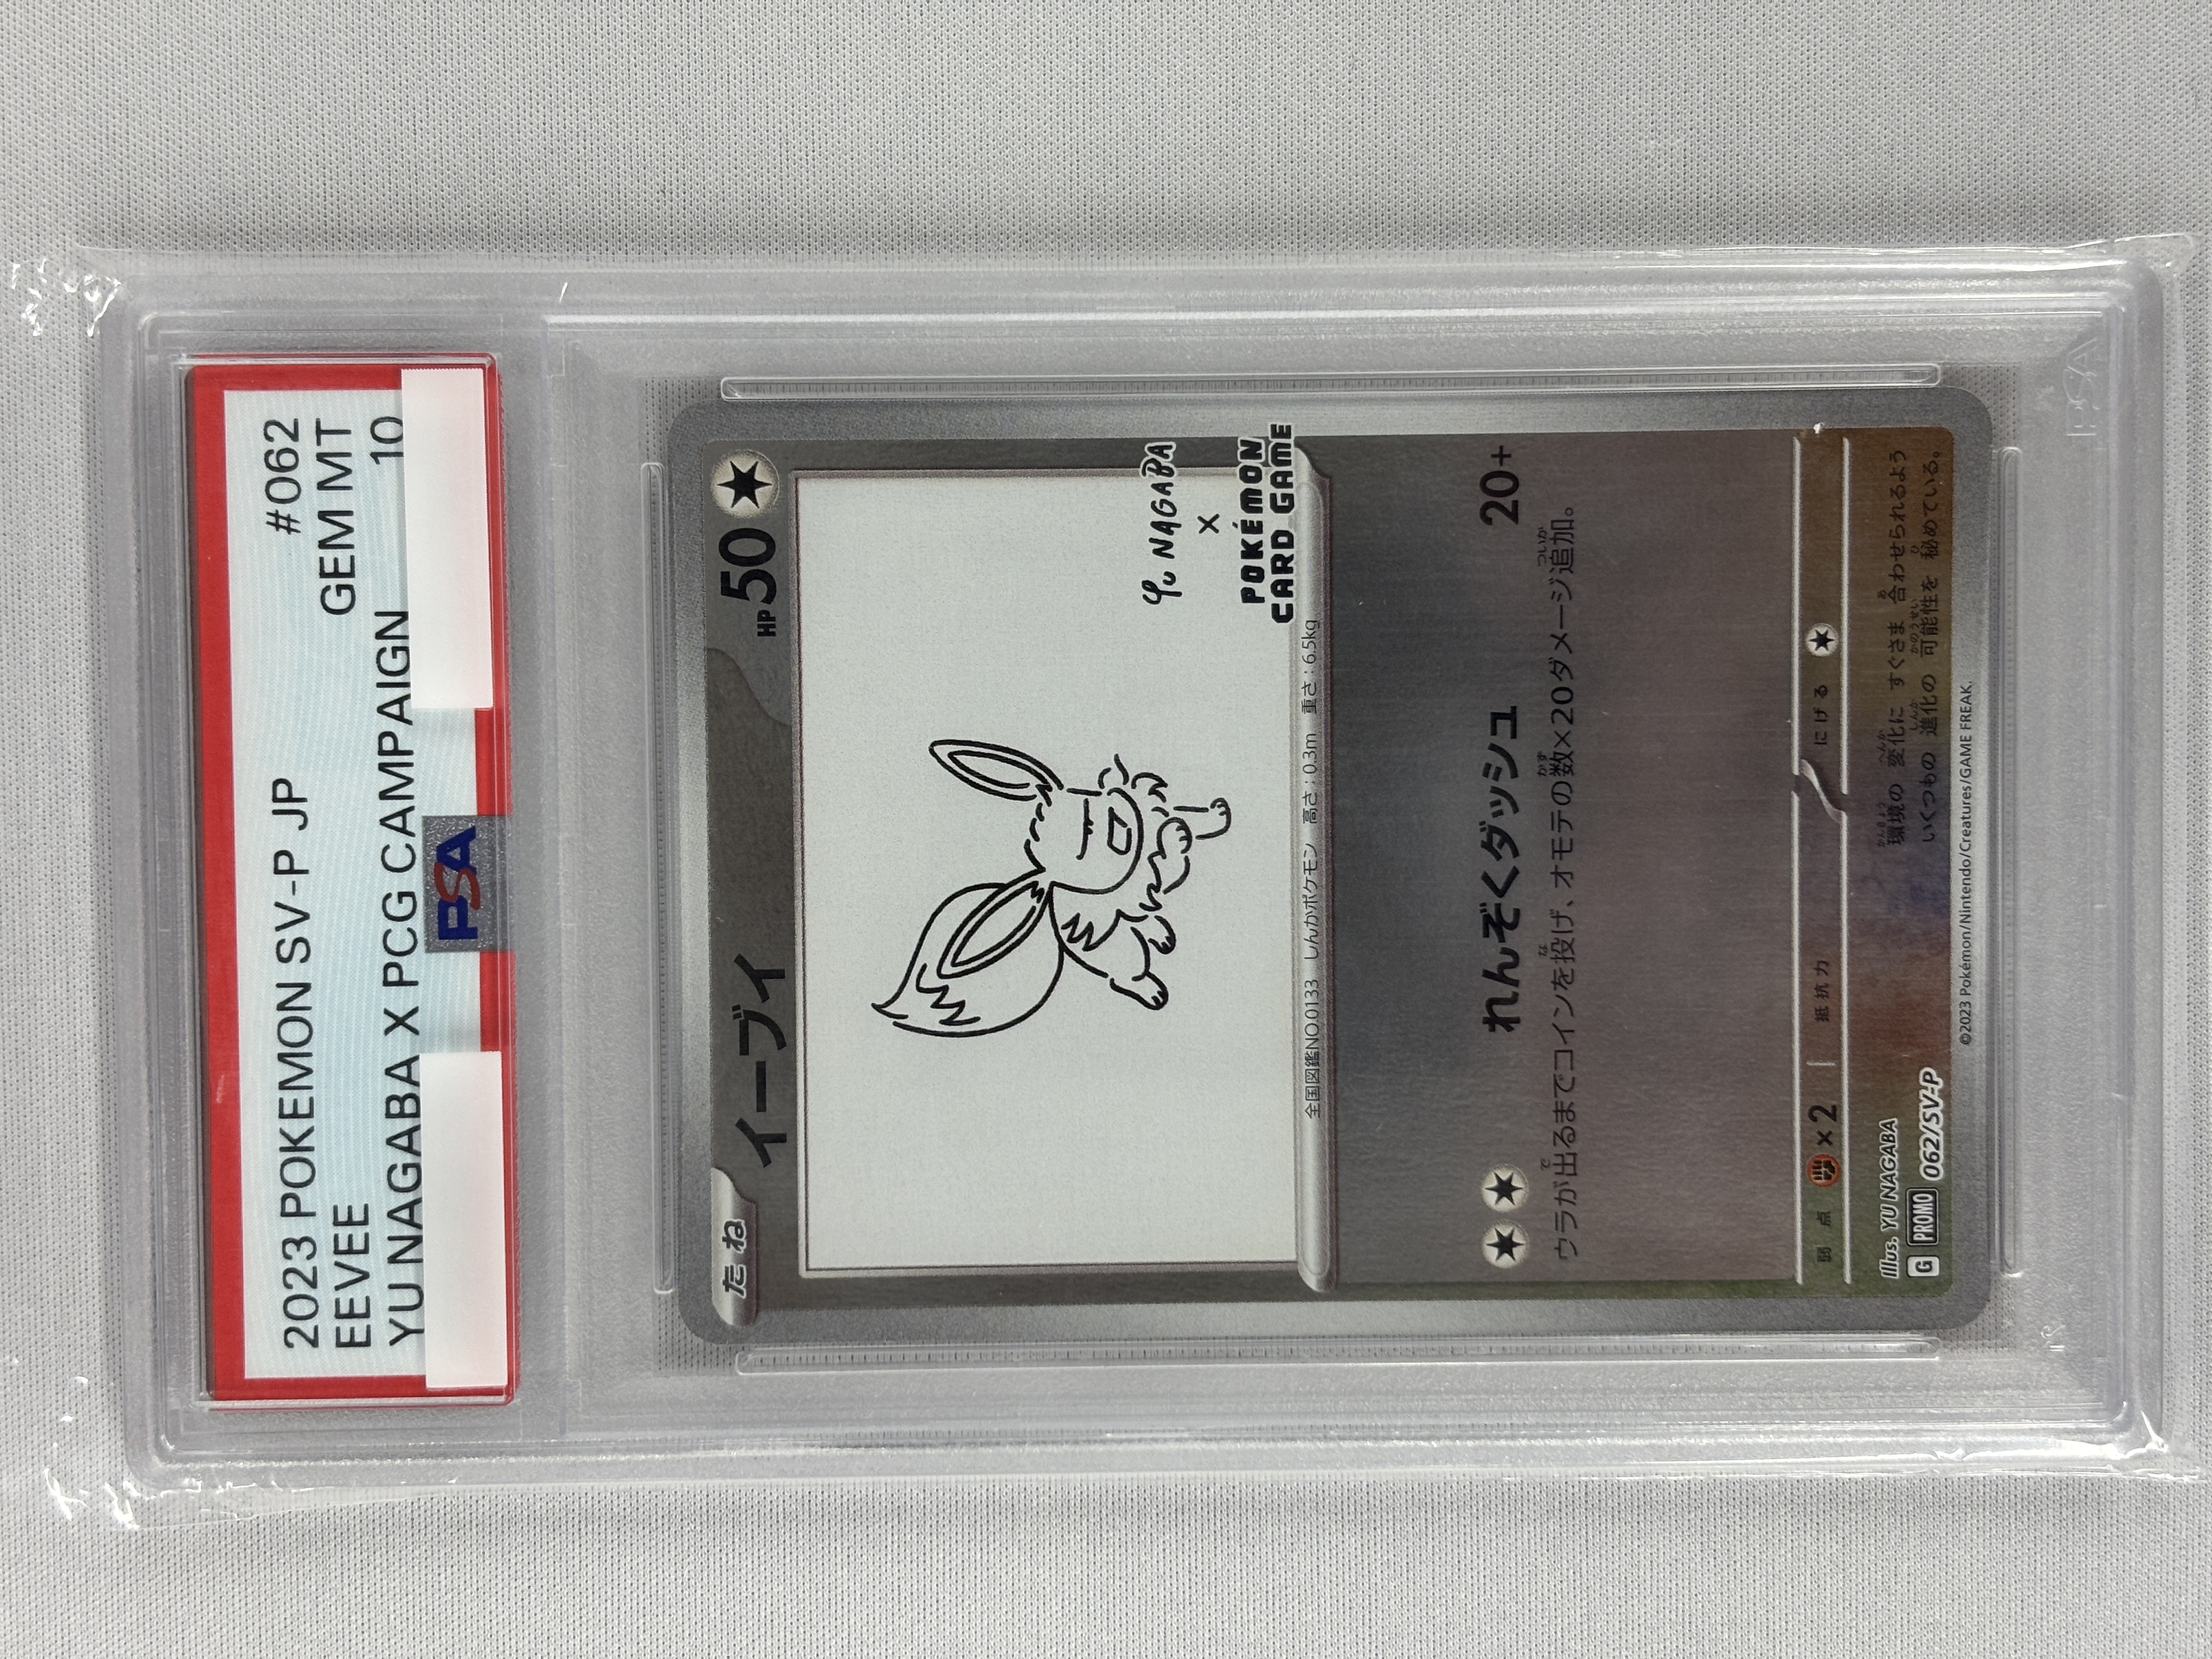 2023 POKEMON SV-P JP #062
EEVEE GEM MT
YU NAGABA X PCG CAMPAIGN 10
PSA
たね
イーブイ
HP50
Yu NAGABA
×
POKÉMON
CARD GAME
全国図鑑NO.0133 しんかポケモン 高さ:0.3m 重さ:6.5kg
れんぞくダッシュ 20+
ウラが出るまでコインを投げ、オモテの数×20ダメージ追加。
弱点 ×2 抵抗力 にげる
Illus. YU NAGABA
G PROMO 062/SV-P
環境の 変化に すぐさま 合わせられるよう
いくつもの 進化の 可能性を 秘めている。
©2023 Pokémon/Nintendo/Creatures/GAME FREAK.
PSA